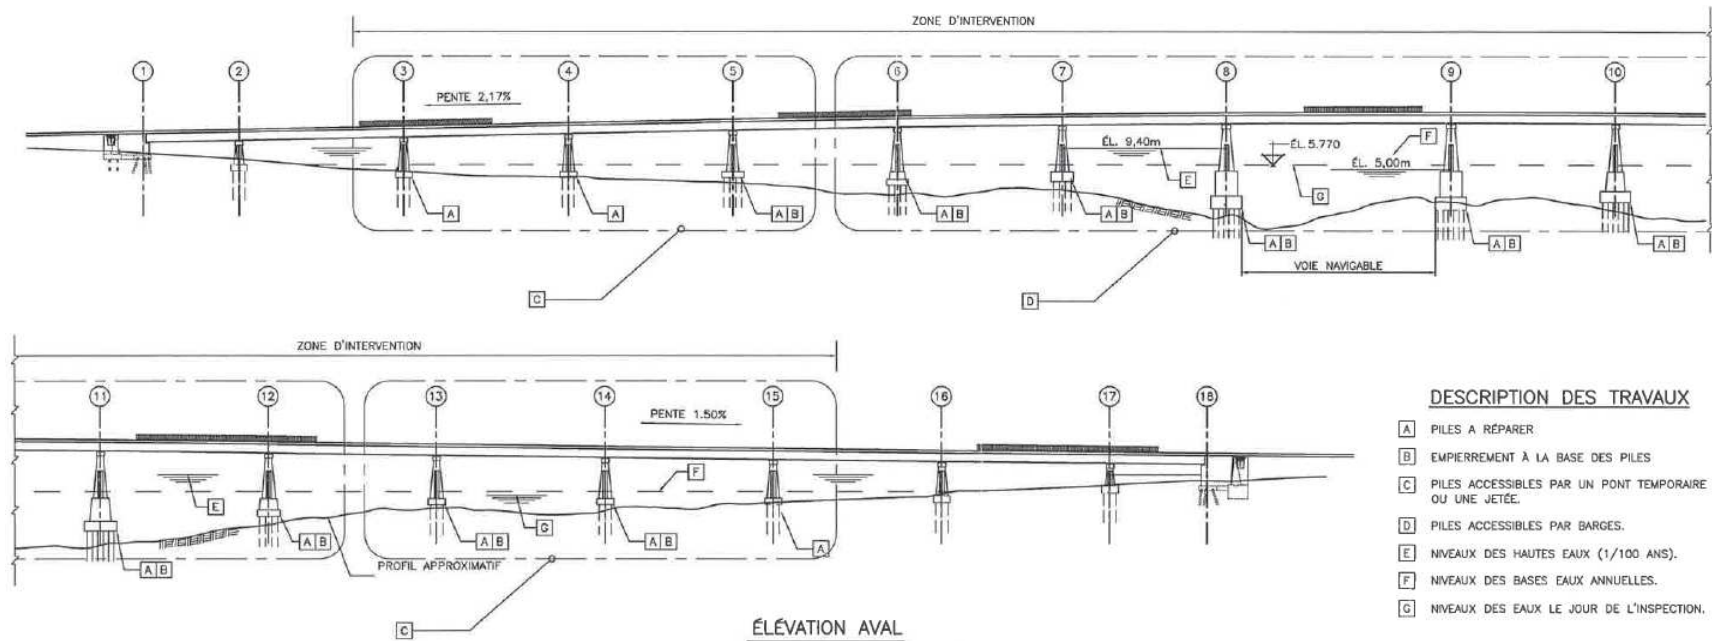 ZONE D'INTERVENTION
1 2 3 4 5 6 7 8 9 10
PENTE 2,17%
ÉL. 9,40m
ÉL. 5.770
ÉL. 5,00m
F
E
G
A
A
A B
A B
A B
A B
A B
A B
VOIE NAVIGABLE
C
D
ZONE D'INTERVENTION
11 12 13 14 15 16 17 18
PENTE 1.50%
F
E
G
A B
A B
A B
A B
A
PROFIL APPROXIMATIF
C
ÉLÉVATION AVAL
DESCRIPTION DES TRAVAUX
A PILES A RÉPARER
B EMPIERREMENT À LA BASE DES PILES
C PILES ACCESSIBLES PAR UN PONT TEMPORAIRE
OU UNE JETÉE.
D PILES ACCESSIBLES PAR BARGES.
E NIVEAUX DES HAUTES EAUX (1/100 ANS).
F NIVEAUX DES BASES EAUX ANNUELLES.
G NIVEAUX DES EAUX LE JOUR DE L'INSPECTION.